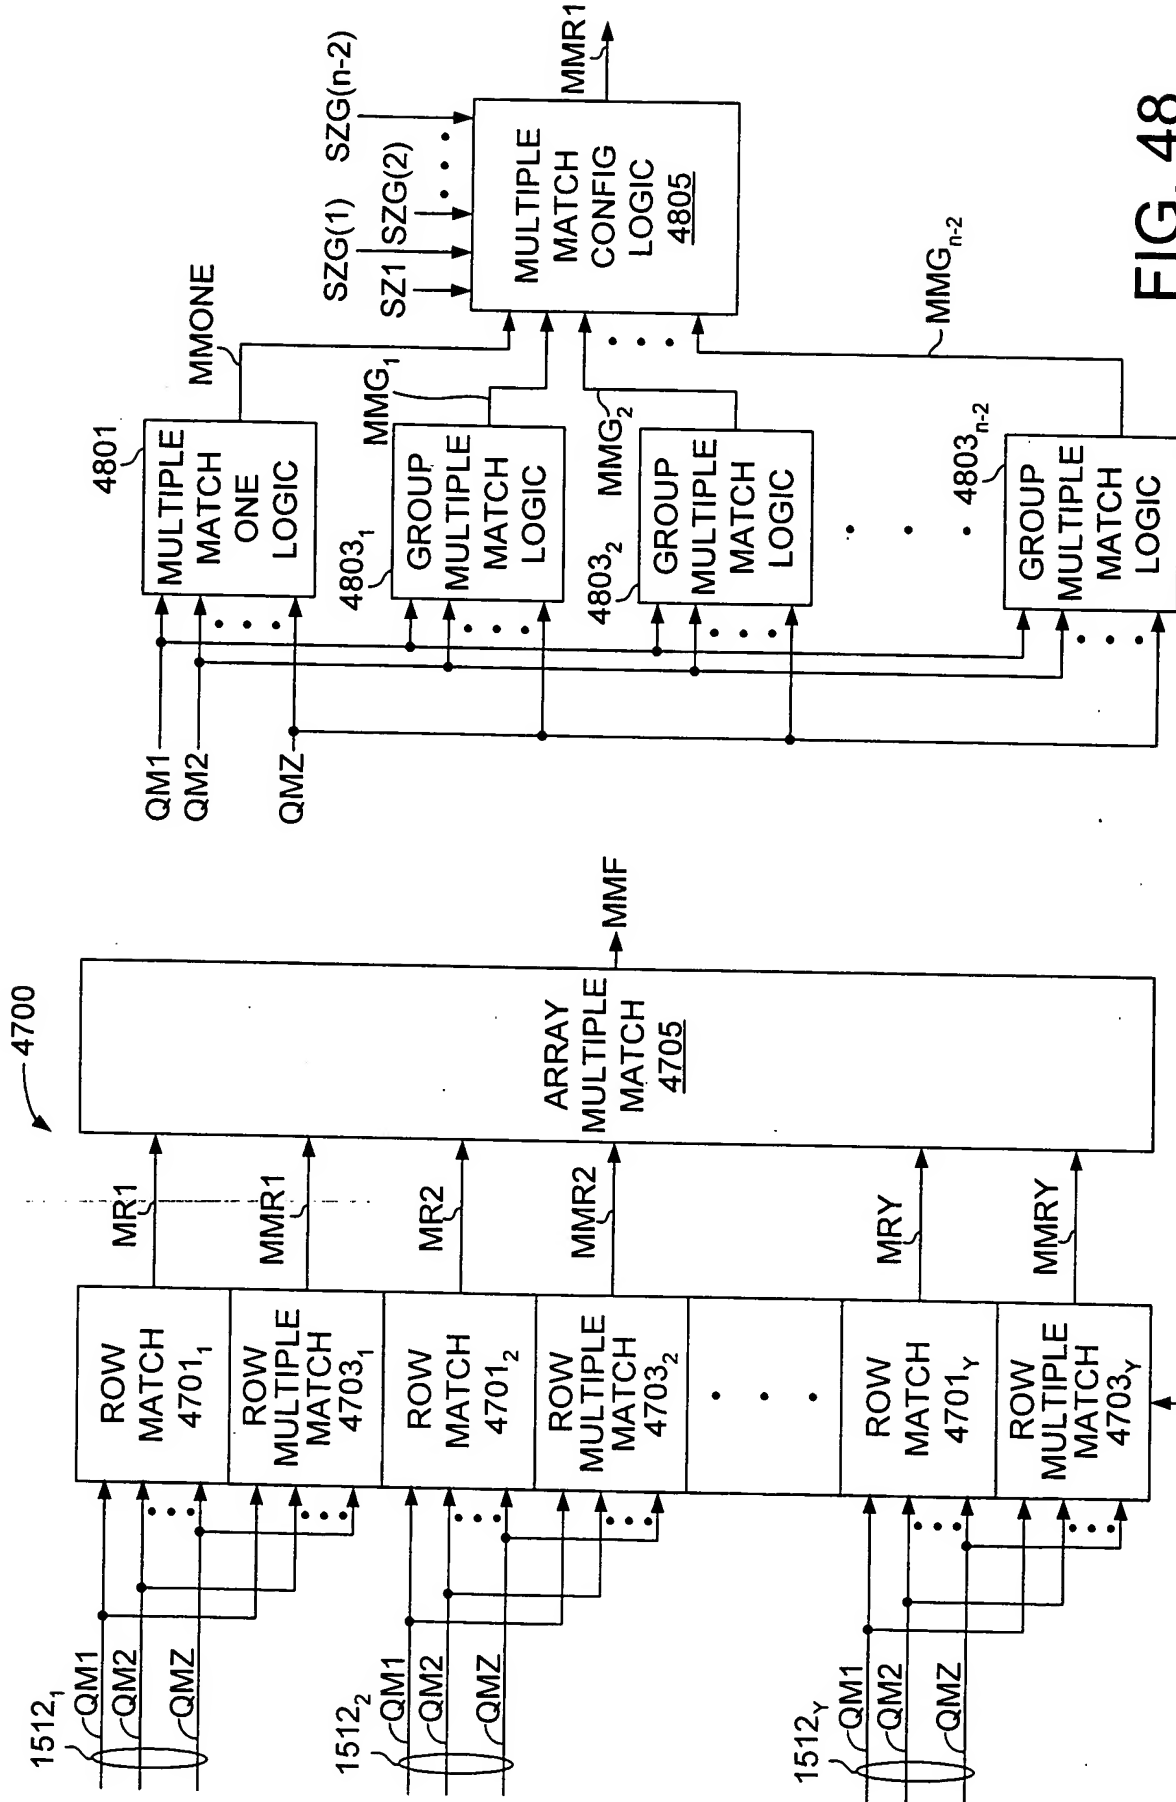 4700
1512₁
QM1
QM2
QMZ
ROW
MATCH
4701₁
MR1
ROW
MULTIPLE
MATCH
4703₁
MMR1
1512₂
QM1
QM2
QMZ
ROW
MATCH
4701₂
MR2
ROW
MULTIPLE
MATCH
4703₂
MMR2
1512Y
QM1
QM2
QMZ
ROW
MATCH
4701Y
MRY
ROW
MULTIPLE
MATCH
4703Y
MMRY
ARRAY
MULTIPLE
MATCH
4705
MMF
QM1
QM2
QMZ
4801
MULTIPLE
MATCH
ONE
LOGIC
MMONE
4803₁
GROUP
MULTIPLE
MATCH
LOGIC
MMG₁
4803₂
GROUP
MULTIPLE
MATCH
LOGIC
MMG₂
4803n-2
GROUP
MULTIPLE
MATCH
LOGIC
MMGn-2
SZ1
SZG(1)
SZG(2)
SZG(n-2)
MULTIPLE
MATCH
CONFIG
LOGIC
4805
MMR1
FIG. 48